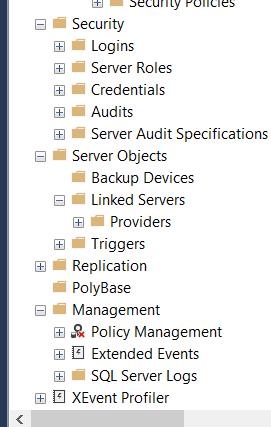 Security Policies
Security
Logins
Server Roles
Credentials
Audits
Server Audit Specifications
Server Objects
Backup Devices
Linked Servers
Providers
Triggers
Replication
PolyBase
Management
Policy Management
Extended Events
SQL Server Logs
XEvent Profiler